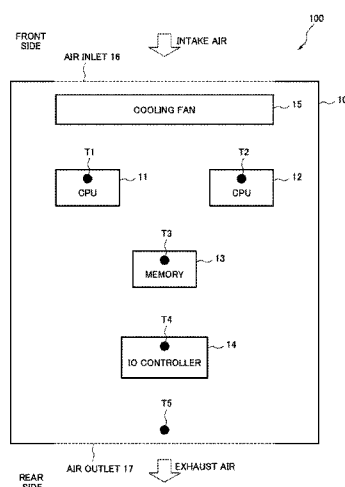 FRONT
SIDE
INTAKE AIR
100
AIR INLET 16
10
COOLING FAN
15
T1
T2
CPU
11
CPU
12
T3
MEMORY
13
T4
IO CONTROLLER
14
T5
AIR OUTLET 17
EXHAUST AIR
REAR
SIDE